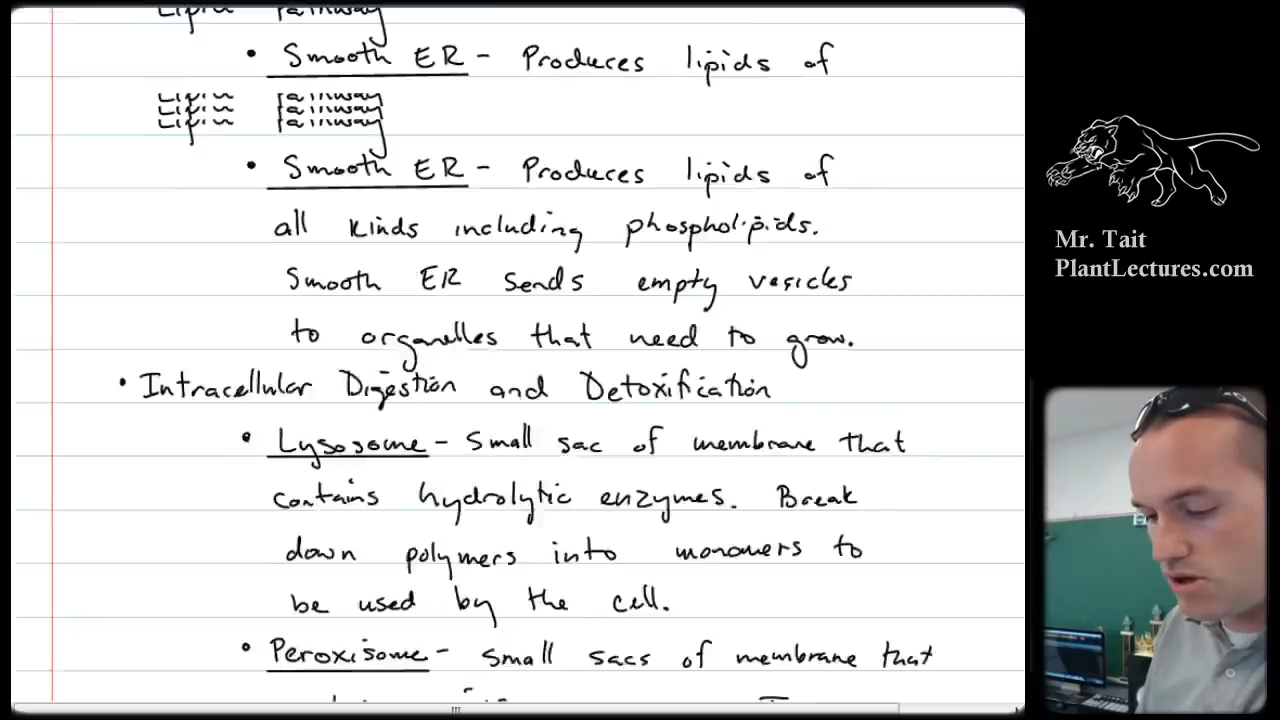 Lipid Pathway
• Smooth ER - Produces lipids of
• Smooth ER - Produces lipids of
all kinds including phospholipids.
Smooth ER sends empty vesicles
to organelles that need to grow.
• Intracellular Digestion and Detoxification
• Lysosome - small sac of membrane that
contains hydrolytic enzymes. Break
down polymers into monomers to
be used by the cell.
• Peroxisome - small sacs of membrane that
Mr. Tait
PlantLectures.com